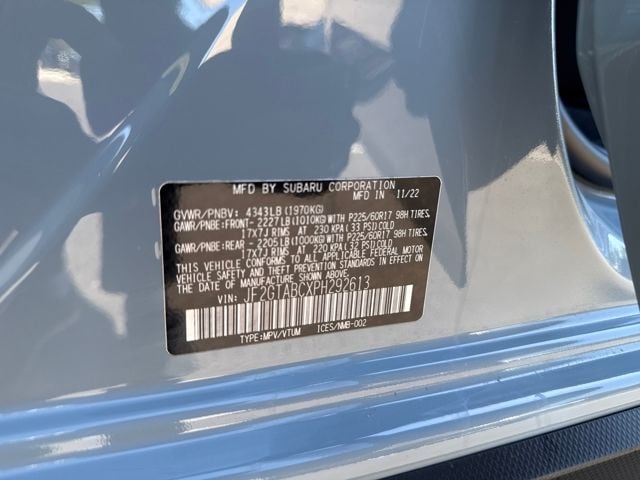 MFD BY SUBARU CORPORATION 11/22
GVWR/PNBV: 4343LB(1970KG)
GAWR/PNBE:FRONT-2227LB(1010KG)WITH P225/60R17 98H TIRES,
17X7J RIMS AT 230 KPA(33 PSI)COLD
GAWR/PNBE:REAR -2205LB(1000KG)WITH P225/60R17 98H TIRES,
17X7J RIMS AT 220 KPA(32 PSI)COLD
THIS VEHICLE CONFORMS TO ALL APPLICABLE FEDERAL MOTOR
VEHICLE SAFETY AND THEFT PREVENTION STANDARDS IN EFFECT ON
THE DATE OF MANUFACTURE SHOWN ABOVE.
VIN: JF2GTABCXPH292613
TYPE:MPV/VTUM ICES/NMB-002